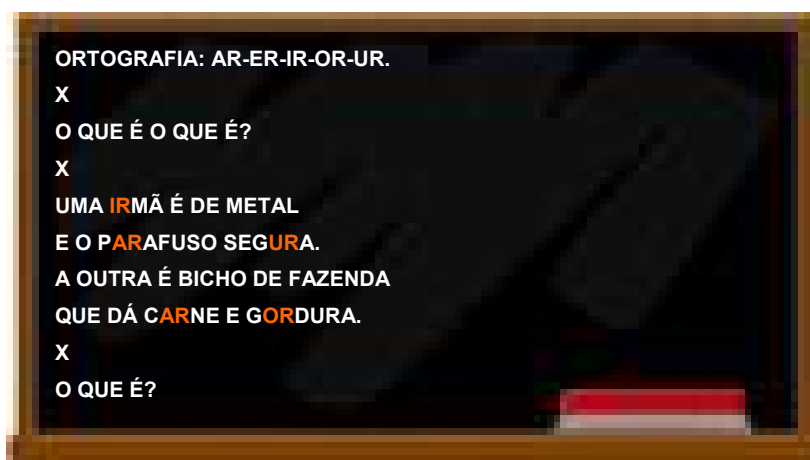 ORTOGRAFIA: AR-ER-IR-OR-UR.
X
O QUE É O QUE É?
X
UMA IRMÃ É DE METAL
E O PARAFUSO SEGURA.
A OUTRA É BICHO DE FAZENDA
QUE DÁ CARNE E GORDURA.
X
O QUE É?